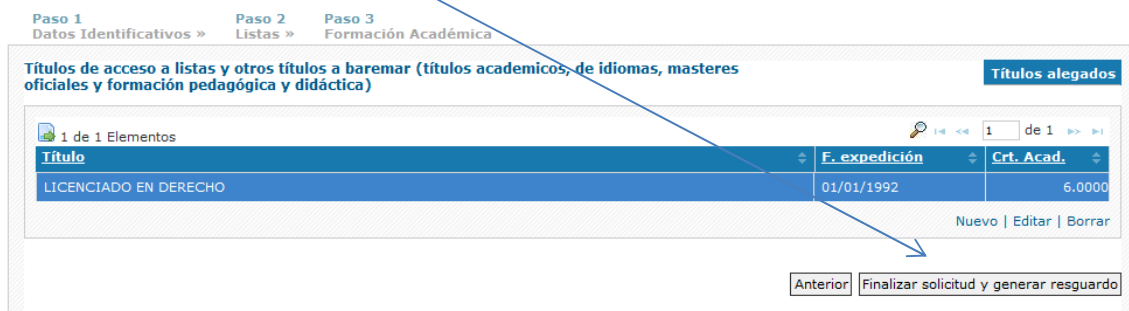 Paso 1 Paso 2 Paso 3
Datos Identificativos » Listas » Formación Académica
Títulos de acceso a listas y otros títulos a baremar (títulos academicos, de idiomas, masteres
oficiales y formación pedagógica y didáctica)
Títulos alegados
1 de 1 Elementos 1 de 1
Título F. expedición Crt. Acad.
LICENCIADO EN DERECHO 01/01/1992 6.0000
Nuevo | Editar | Borrar
Anterior Finalizar solicitud y generar resguardo